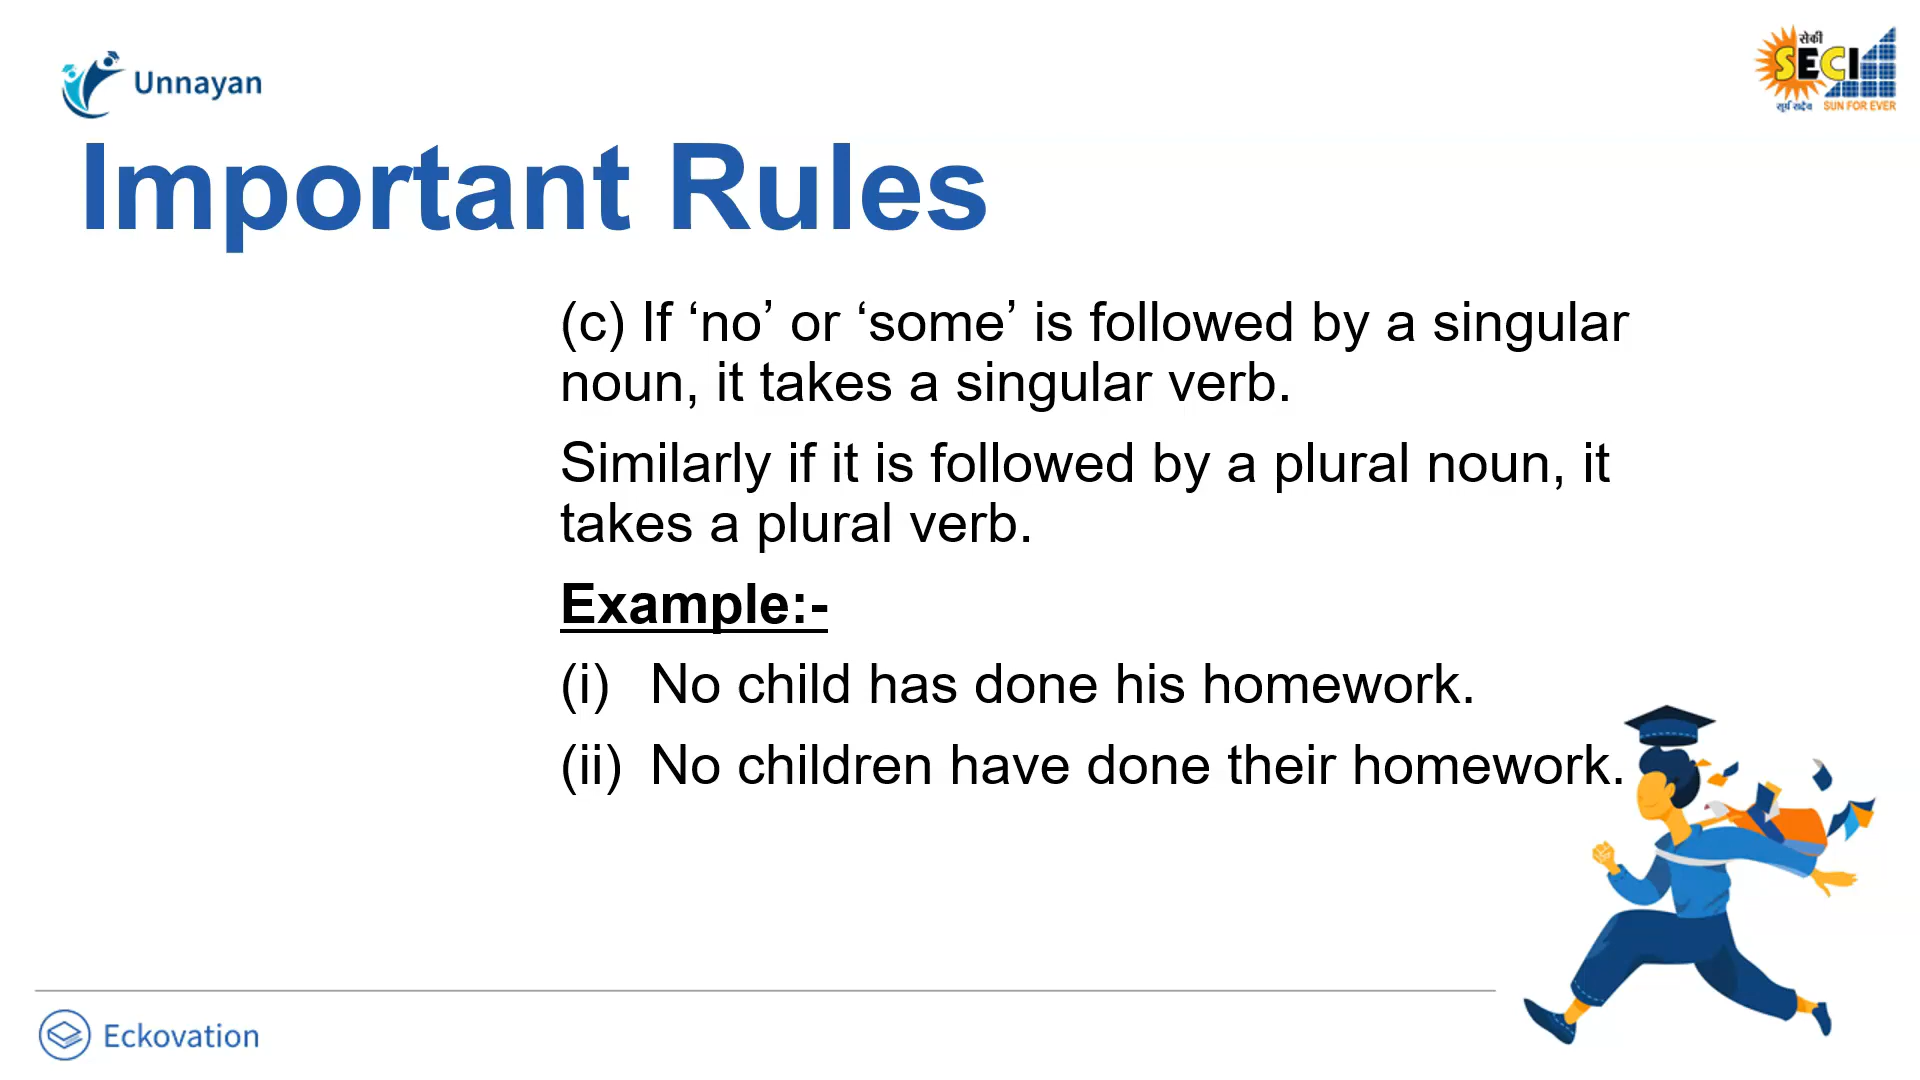 Unnayan
सेकी
SECI
सूर्य सदैव SUN FOR EVER
Important Rules
(c) If ‘no’ or ‘some’ is followed by a singular
noun, it takes a singular verb.
Similarly if it is followed by a plural noun, it
takes a plural verb.
Example:-
(i) No child has done his homework.
(ii) No children have done their homework.
Eckovation